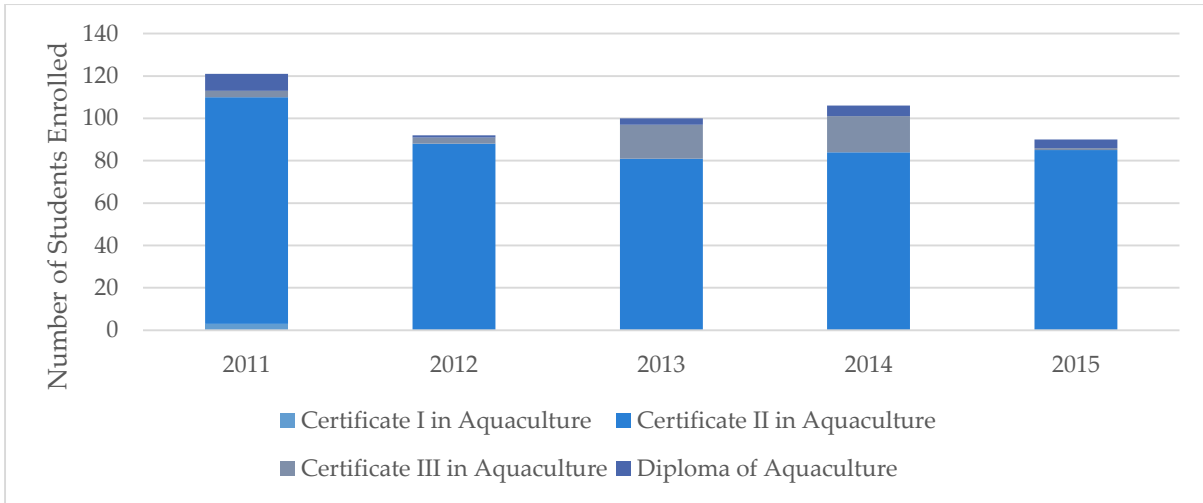 Number of Students Enrolled
140
120
100
80
60
40
20
0
2011 2012 2013 2014 2015
Certificate I in Aquaculture Certificate II in Aquaculture
Certificate III in Aquaculture Diploma of Aquaculture